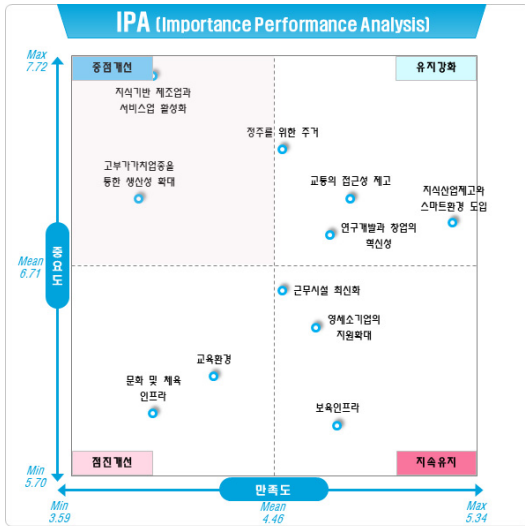 IPA (Importance Performance Analysis)
Max
7.72
중점개선
유지강화
지식기반 제조업과
서비스업 활성화
정주를 위한 주거
고부가가치업종을
통한 생산성 확대
교통의 접근성 제고
지식산업제고와
스마트환경 도입
연구개발과 창업의
혁신성
Mean
6.71
중요도
근무시설 최신화
영세소기업의
지원확대
교육환경
문화 및 체육
인프라
보육인프라
점진개선
지속유지
Min
5.70
만족도
Min
3.59
Mean
4.46
Max
5.34